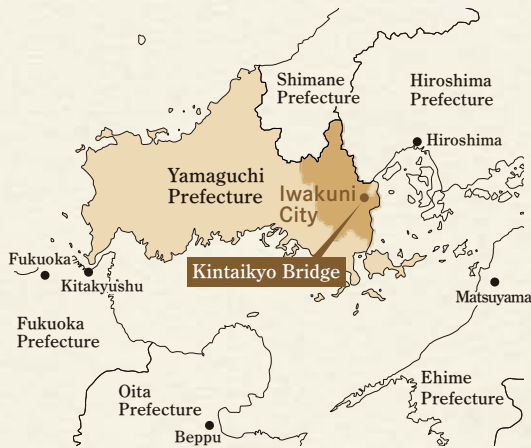 Shimane
Prefecture
Hiroshima
Prefecture
Hiroshima
Yamaguchi
Prefecture
Iwakuni
City
Fukuoka
Kitakyushu
Kintaikyo Bridge
Matsuyama
Fukuoka
Prefecture
Oita
Prefecture
Ehime
Prefecture
Beppu